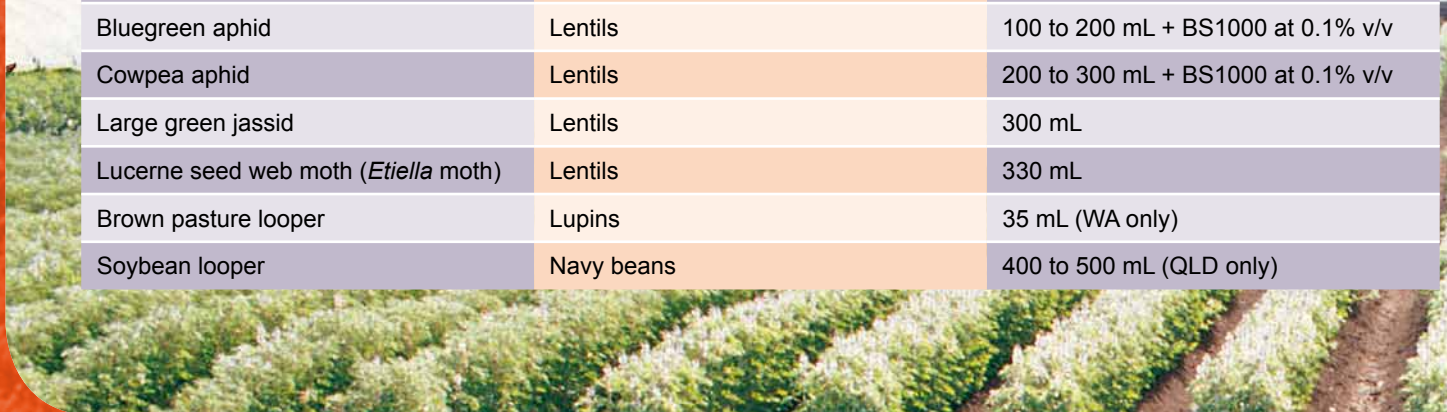 Bluegreen aphid Lentils 100 to 200 mL + BS1000 at 0.1% v/v
Cowpea aphid Lentils 200 to 300 mL + BS1000 at 0.1% v/v
Large green jassid Lentils 300 mL
Lucerne seed web moth (Etiella moth) Lentils 330 mL
Brown pasture looper Lupins 35 mL (WA only)
Soybean looper Navy beans 400 to 500 mL (QLD only)